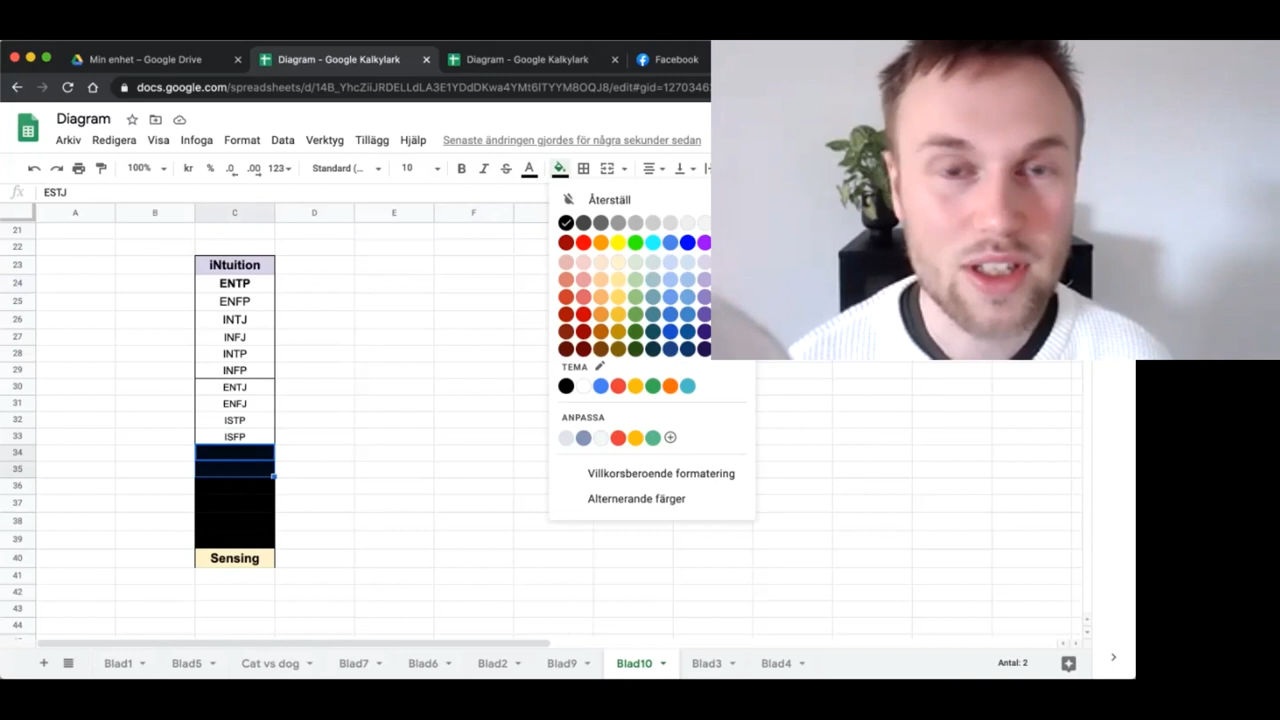 Min enhet – Google Drive
Diagram - Google Kalkylark
Diagram - Google Kalkylark
Facebook
docs.google.com/spreadsheets/d/14B_YhcZiiJRDELLdLA3E1YDdDKwa4YMt6ITYYM8OQJ8/edit#gid=12703462
Diagram
Arkiv Redigera Visa Infoga Format Data Verktyg Tillägg Hjälp Senaste ändringen gjordes för några sekunder sedan
100% kr % .0 .00 123 Standard (... 10 B I S A
fx ESTJ
Återställ
A B C D E F
21
22
23 iNtuition
24 ENTP
25 ENFP
26 INTJ
27 INFJ
28 INTP
29 INFP
30 ENTJ
31 ENFJ
32 ISTP
33 ISFP
34
35
36
37
38
39
40 Sensing
41
42
43
44
TEMA
ANPASSA
Villkorsberoende formatering
Alternerande färger
Blad1 Blad5 Cat vs dog Blad7 Blad6 Blad2 Blad9 Blad10 Blad3 Blad4 Antal: 2